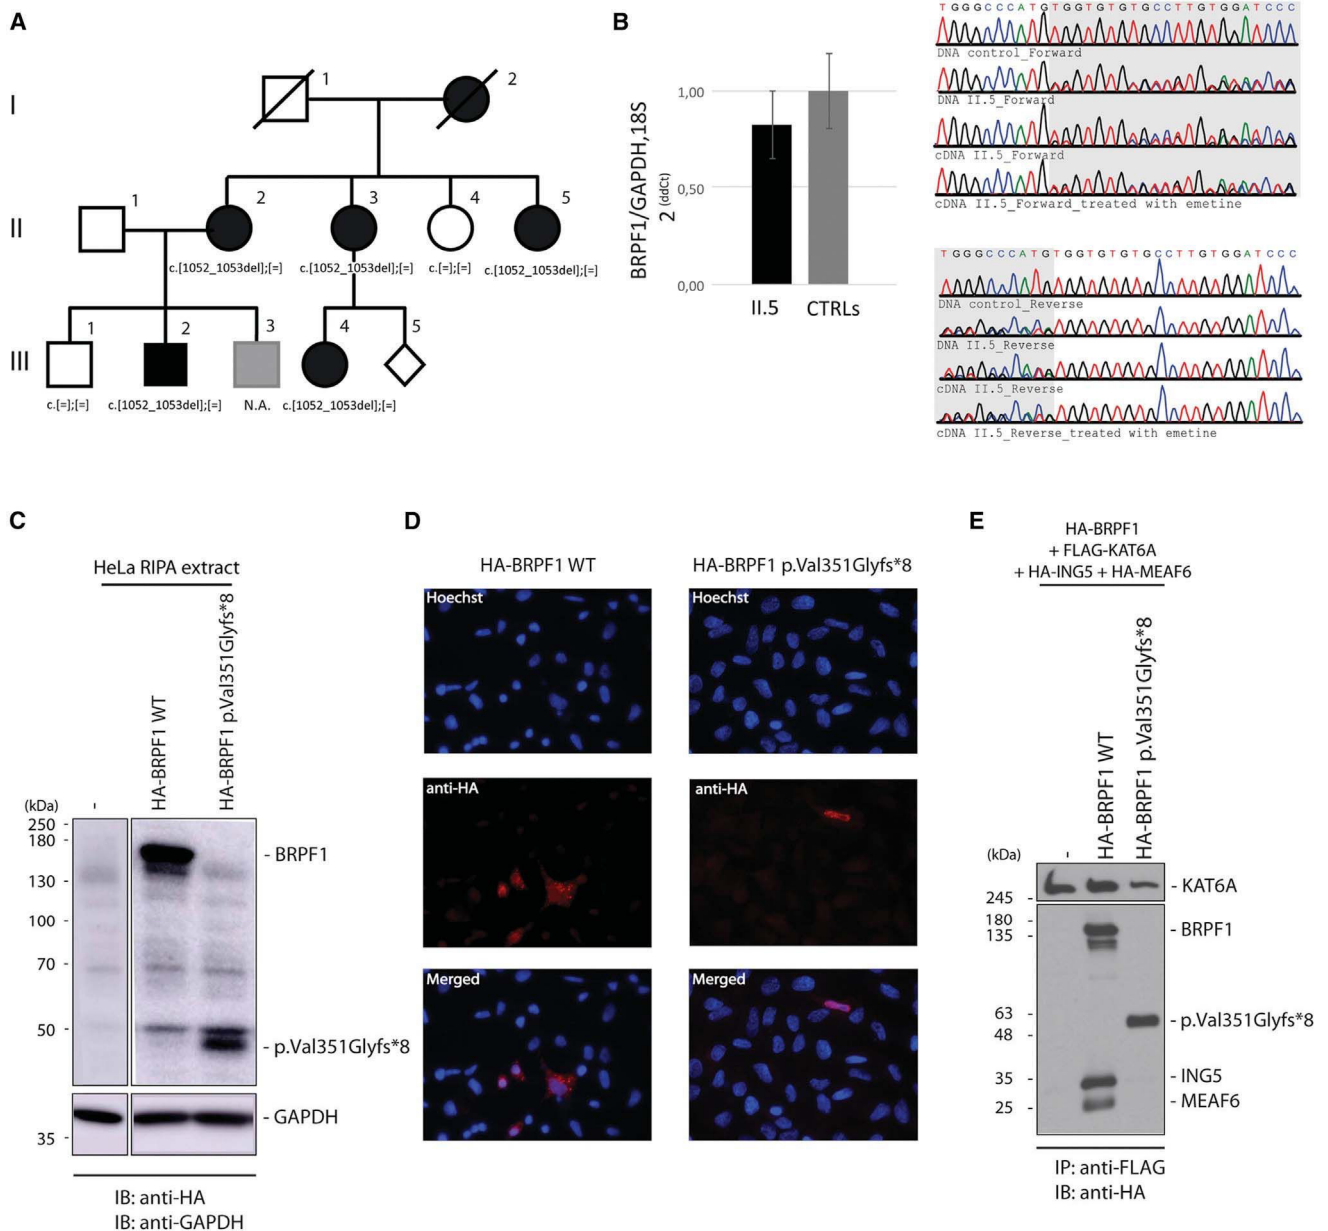 A
I
II
III
1
2
1
2
3
4
5
c.[1052_1053del];[=]
c.[1052_1053del];[=]
c.[=];[=]
c.[1052_1053del];[=]
1
2
3
4
5
c.[=];[=]
c.[1052_1053del];[=]
N.A.
c.[1052_1053del];[=]
B
BRPF1/GAPDH,18S
2 (ddCt)
1,00
0,50
0,00
II.5
CTRLs
TGGGCCCATGTGGTGTGTGCCTTGTGGATCCC
DNA control_Forward
DNA II.5_Forward
cDNA II.5_Forward
cDNA II.5_Forward_treated with emetine
TGGGCCCATGTGGTGTGTGCCTTGTGGATCCC
DNA control_Reverse
DNA II.5_Reverse
cDNA II.5_Reverse
cDNA II.5_Reverse_treated with emetine
C
HeLa RIPA extract
-
HA-BRPF1 WT
HA-BRPF1 p.Val351Glyfs*8
(kDa)
250 -
180 -
130 -
100 -
70 -
50 -
35 -
- BRPF1
- p.Val351Glyfs*8
- GAPDH
IB: anti-HA
IB: anti-GAPDH
D
HA-BRPF1 WT
HA-BRPF1 p.Val351Glyfs*8
Hoechst
Hoechst
anti-HA
anti-HA
Merged
Merged
E
HA-BRPF1
+ FLAG-KAT6A
+ HA-ING5 + HA-MEAF6
-
HA-BRPF1 WT
HA-BRPF1 p.Val351Glyfs*8
(kDa)
245 -
180 -
135 -
63 -
48 -
35 -
25 -
- KAT6A
- BRPF1
- p.Val351Glyfs*8
- ING5
- MEAF6
IP: anti-FLAG
IB: anti-HA